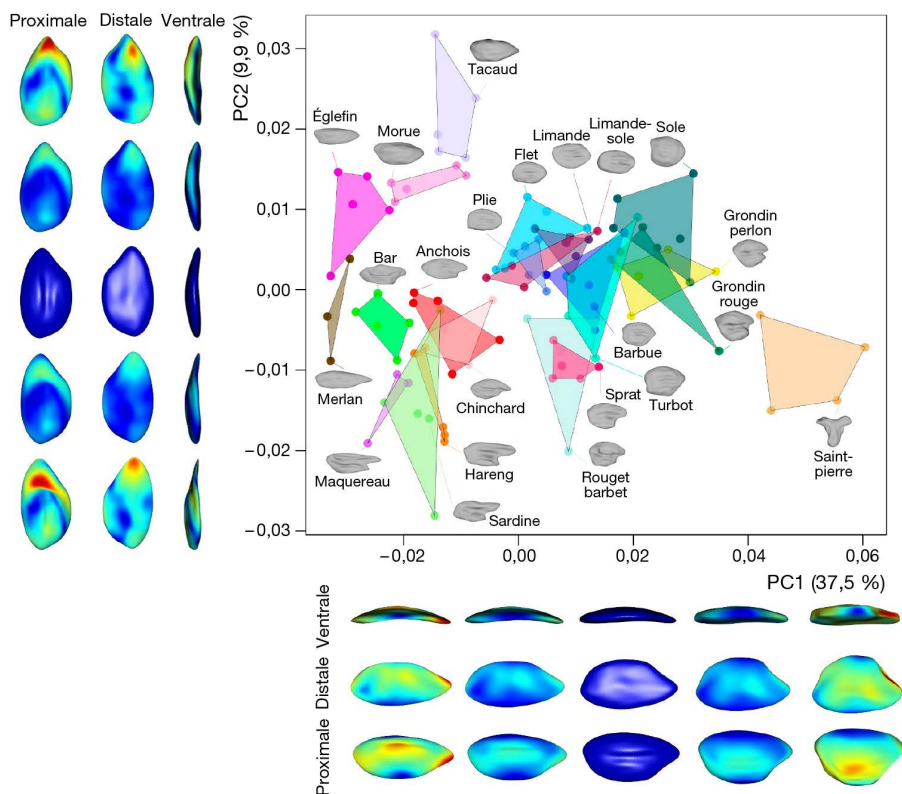 Proximale Distale Ventrale
PC2 (9,9 %)
0,03
0,02
0,01
0,00
−0,01
−0,02
−0,03
Tacaud
Églefin
Morue
Limande
Limande-
sole
Sole
Flet
Plie
Grondin
perlon
Bar
Anchois
Grondin
rouge
Barbue
Merlan
Chinchard
Sprat
Turbot
Maquereau
Hareng
Rouget
barbet
Saint-
pierre
Sardine
−0,02
0,00
0,02
0,04
0,06
PC1 (37,5 %)
Ventrale
Distale
Proximale